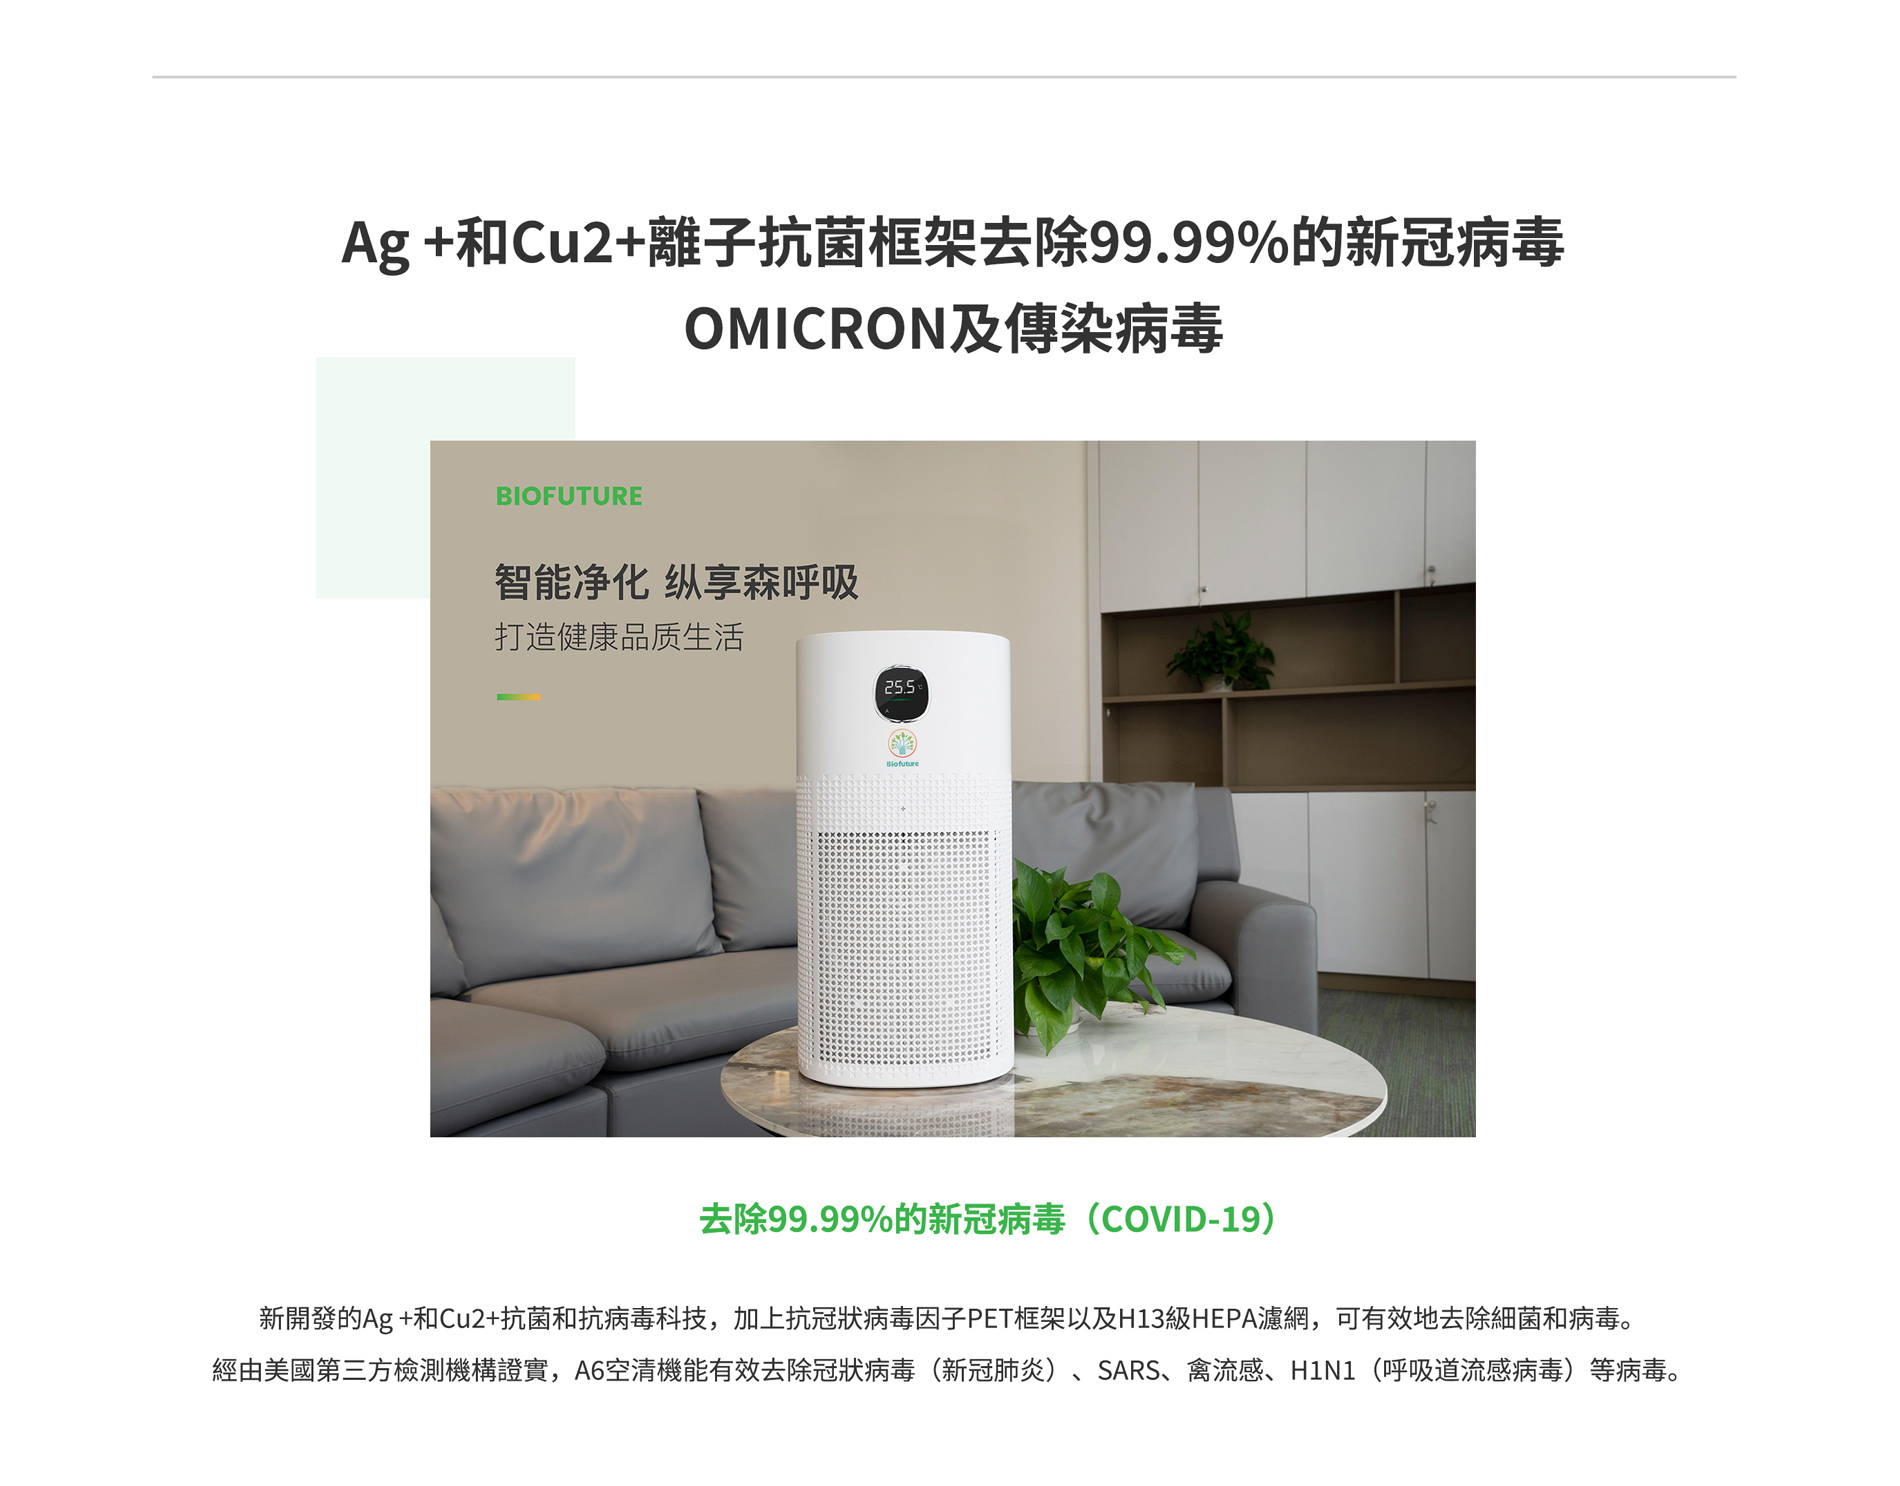 Ag +和Cu2+離子抗菌框架去除99.99%的新冠病毒
OMICRON及傳染病毒
BIOFUTURE
智能净化 纵享森呼吸
打造健康品质生活
25.5 °C
A
Biofuture
去除99.99%的新冠病毒（COVID-19）
新開發的Ag +和Cu2+抗菌和抗病毒科技，加上抗冠狀病毒因子PET框架以及H13級HEPA濾網，可有效地去除細菌和病毒。
經由美國第三方檢測機構證實，A6空清機能有效去除冠狀病毒（新冠肺炎）、SARS、禽流感、H1N1（呼吸道流感病毒）等病毒。